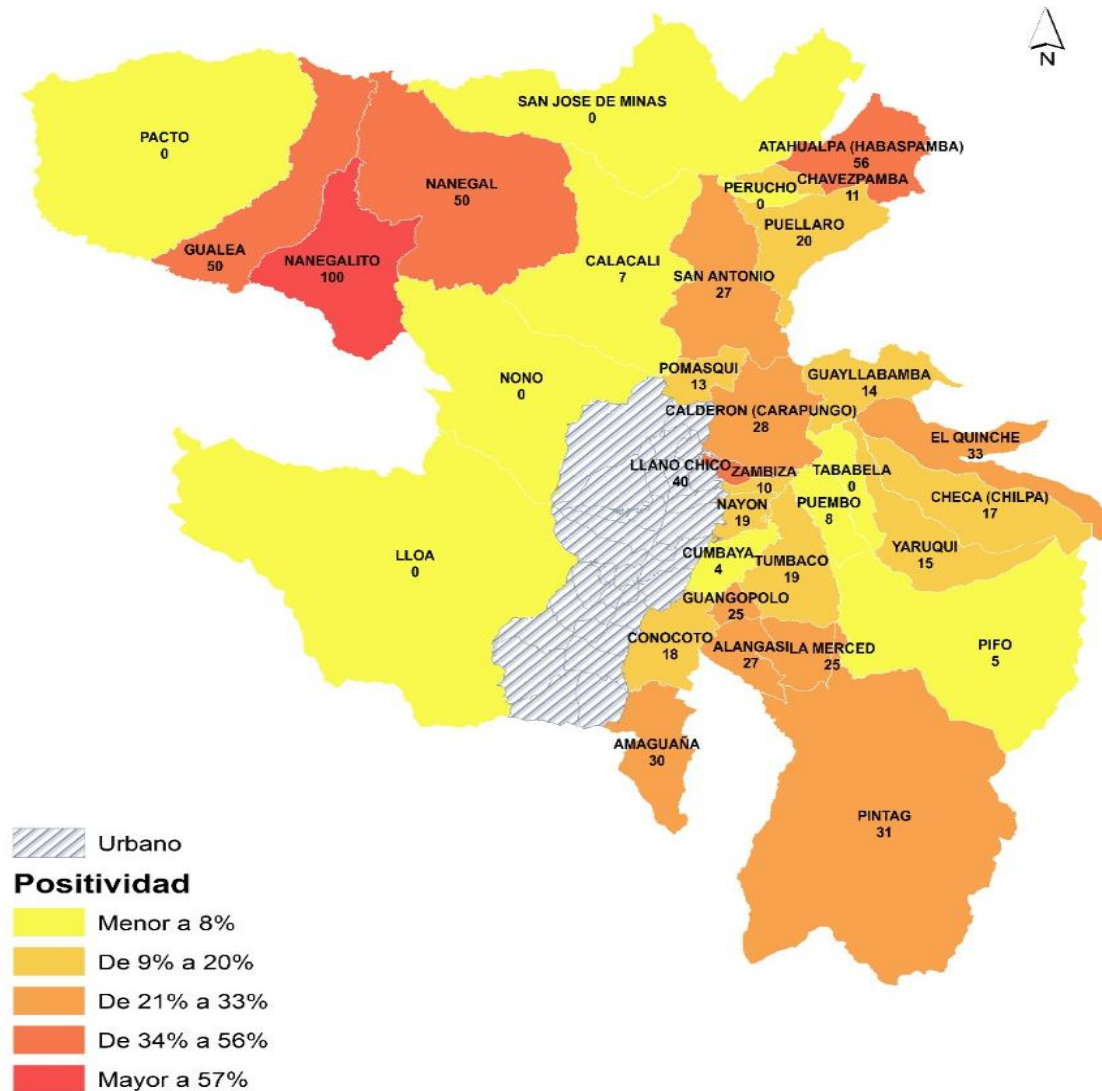 N
SAN JOSE DE MINAS
0
PACTO
0
ATAHUALPA (HABASPAMBA)
56
CHAVEZPAMBA
11
PERUCHO
0
NANEGAL
50
PUELLARO
20
GUALEA
50
NANEGALITO
100
CALACALI
7
SAN ANTONIO
27
NONO
0
POMASQUI
13
GUAYLLABAMBA
14
CALDERON (CARAPUNGO)
28
EL QUINCHE
33
LLANO CHICO
40
ZAMBIZA
10
TABABELA
0
CHECA (CHILPA)
17
NAYON
19
PUEMBO
8
YARUQUI
15
LLOA
0
CUMBAYA
4
TUMBACO
19
GUANGOPOLO
25
CONOCOTO
18
ALANGASI
27
LA MERCED
25
PIFO
5
AMAGUAÑA
30
PINTAG
31
Urbano
Positividad
Menor a 8%
De 9% a 20%
De 21% a 33%
De 34% a 56%
Mayor a 57%